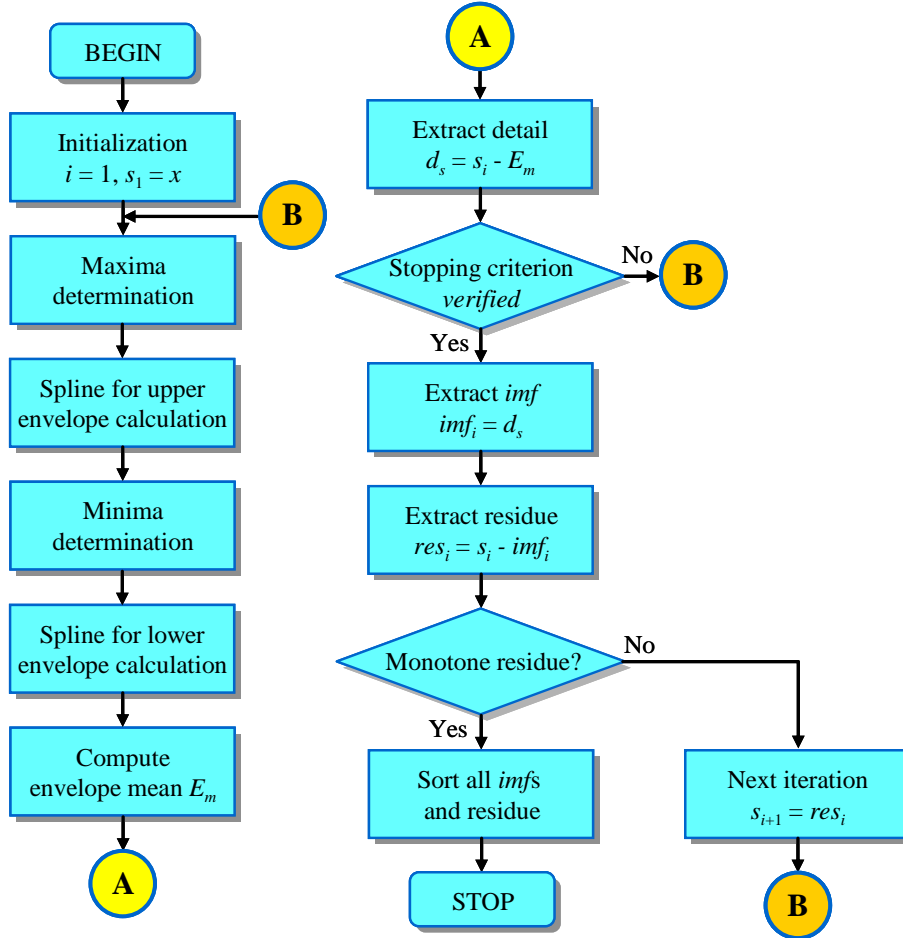 BEGIN
Initialization
i = 1, s₁ = x
B
Maxima
determination
Spline for upper
envelope calculation
Minima
determination
Spline for lower
envelope calculation
Compute
envelope mean Eₘ
A
A
Extract detail
dₛ = sᵢ - Eₘ
Stopping criterion
verified
No
B
Yes
Extract imf
imfᵢ = dₛ
Extract residue
resᵢ = sᵢ - imfᵢ
Monotone residue?
No
Yes
Sort all imfs
and residue
STOP
Next iteration
sᵢ₊₁ = resᵢ
B